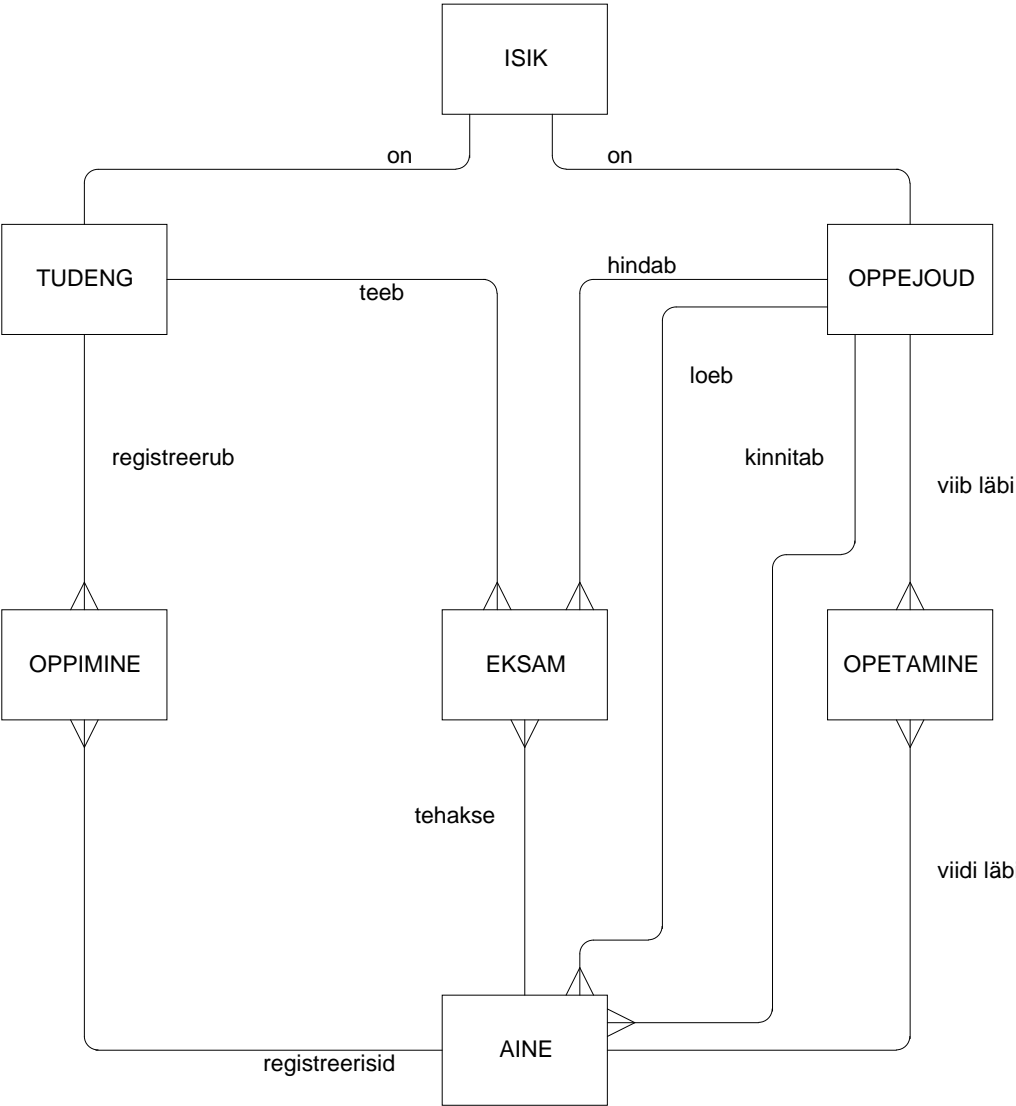 ISIK
on
on
TUDENG
teeb
hindab
OPPEJOUD
loeb
registreerub
kinnitab
viib läbi
OPPIMINE
EKSAM
OPETAMINE
tehakse
viidi läb
AINE
registreerisid